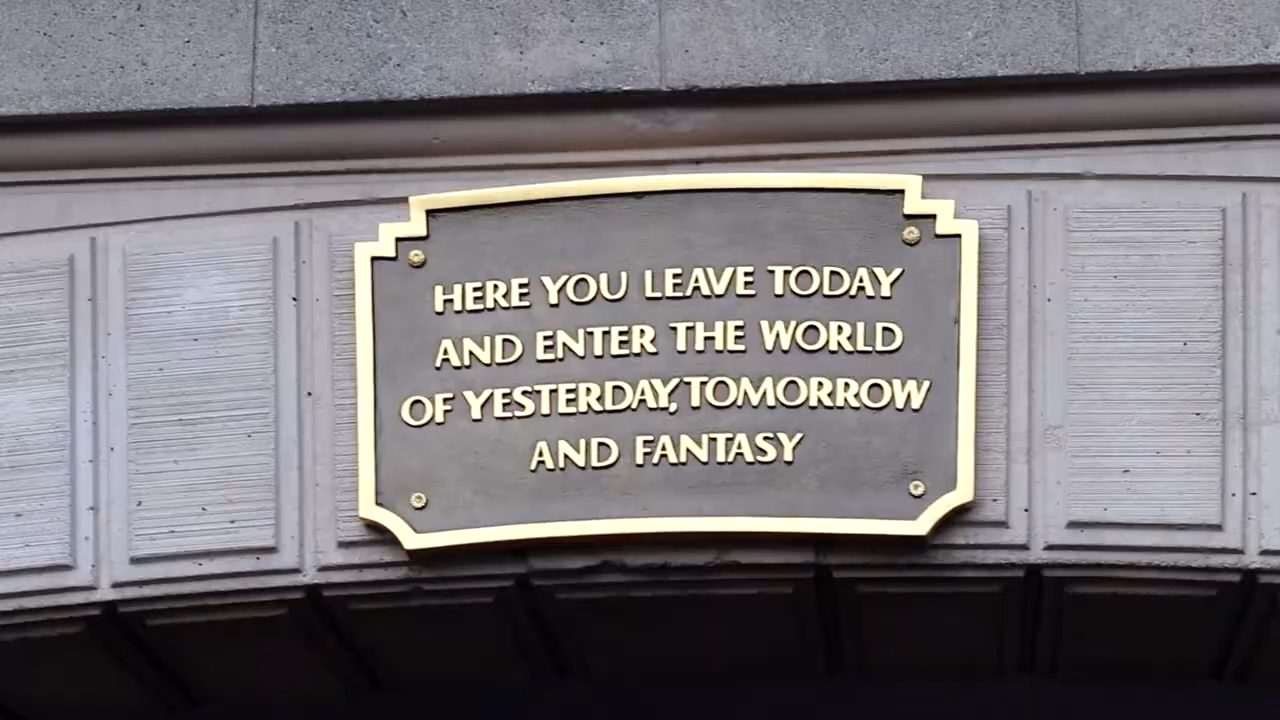 HERE YOU LEAVE TODAY
AND ENTER THE WORLD
OF YESTERDAY, TOMORROW
AND FANTASY